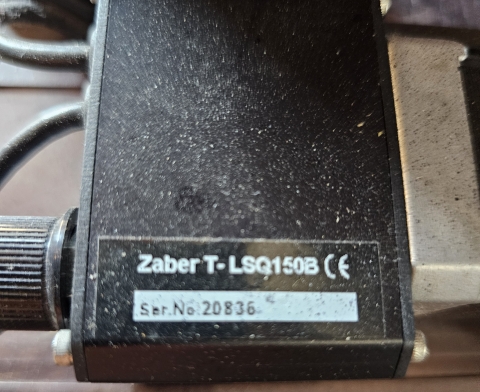 Zaber T-LSQ150B CE
Ser.No.20836